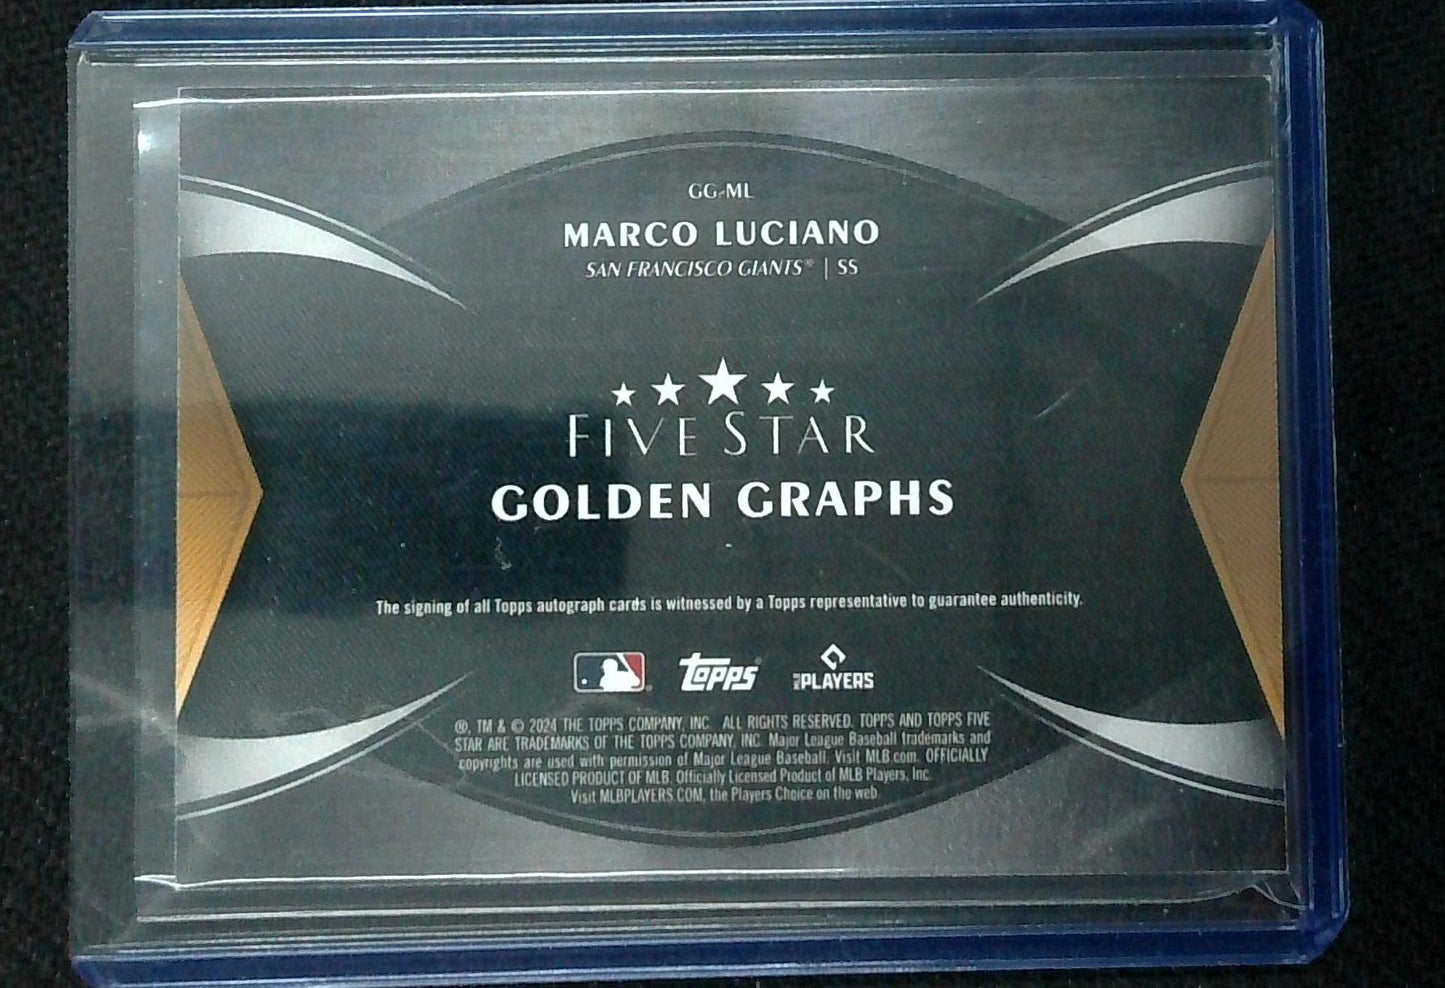 GG-ML
MARCO LUCIANO
SAN FRANCISCO GIANTS® | SS
FIVE STAR
GOLDEN GRAPHS
The signing of all Topps autograph cards is witnessed by a Topps representative to guarantee authenticity.
topps® PLAYERS
®, TM & © 2024 THE TOPPS COMPANY, INC. ALL RIGHTS RESERVED. TOPPS AND TOPPS FIVE
STAR ARE TRADEMARKS OF THE TOPPS COMPANY, INC. Major League Baseball trademarks and
copyrights are used with permission of Major League Baseball. Visit MLB.com. OFFICIALLY
LICENSED PRODUCT OF MLB. Officially Licensed Product of MLB Players, Inc.
Visit MLBPLAYERS.COM, the Players Choice on the web.